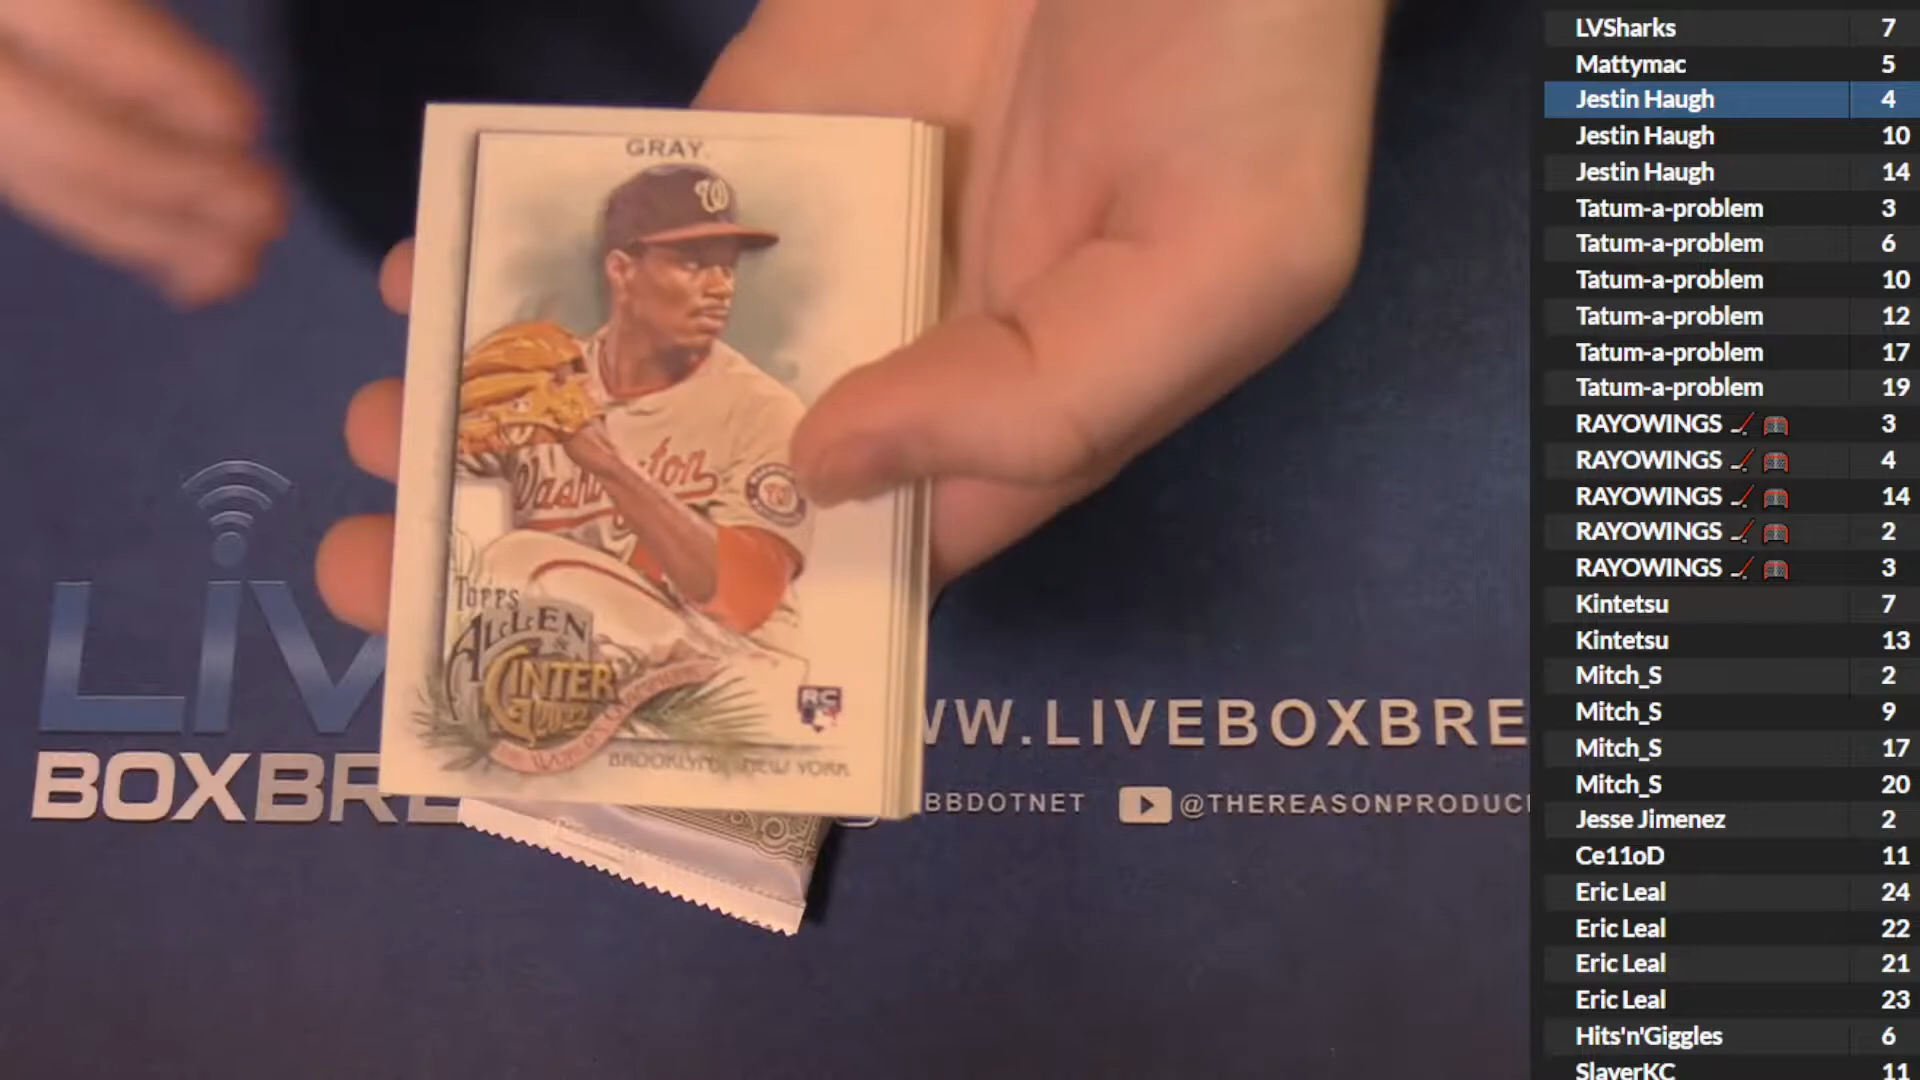 GRAY.
W
Washington
TOPPS
ALLEN
&
GINTER
RC
BROOKLYN, NEW YORK
LIV
BOXBRE
WW.LIVEBOXBRE
BBDOTNET
@THEREASONPRODUC
LVSharks 7
Mattymac 5
Jestin Haugh 4
Jestin Haugh 10
Jestin Haugh 14
Tatum-a-problem 3
Tatum-a-problem 6
Tatum-a-problem 10
Tatum-a-problem 12
Tatum-a-problem 17
Tatum-a-problem 19
RAYOWINGS 3
RAYOWINGS 4
RAYOWINGS 14
RAYOWINGS 2
RAYOWINGS 3
Kintetsu 7
Kintetsu 13
Mitch_S 2
Mitch_S 9
Mitch_S 17
Mitch_S 20
Jesse Jimenez 2
Ce11oD 11
Eric Leal 24
Eric Leal 22
Eric Leal 21
Eric Leal 23
Hits'n'Giggles 6
SlayerKC 11